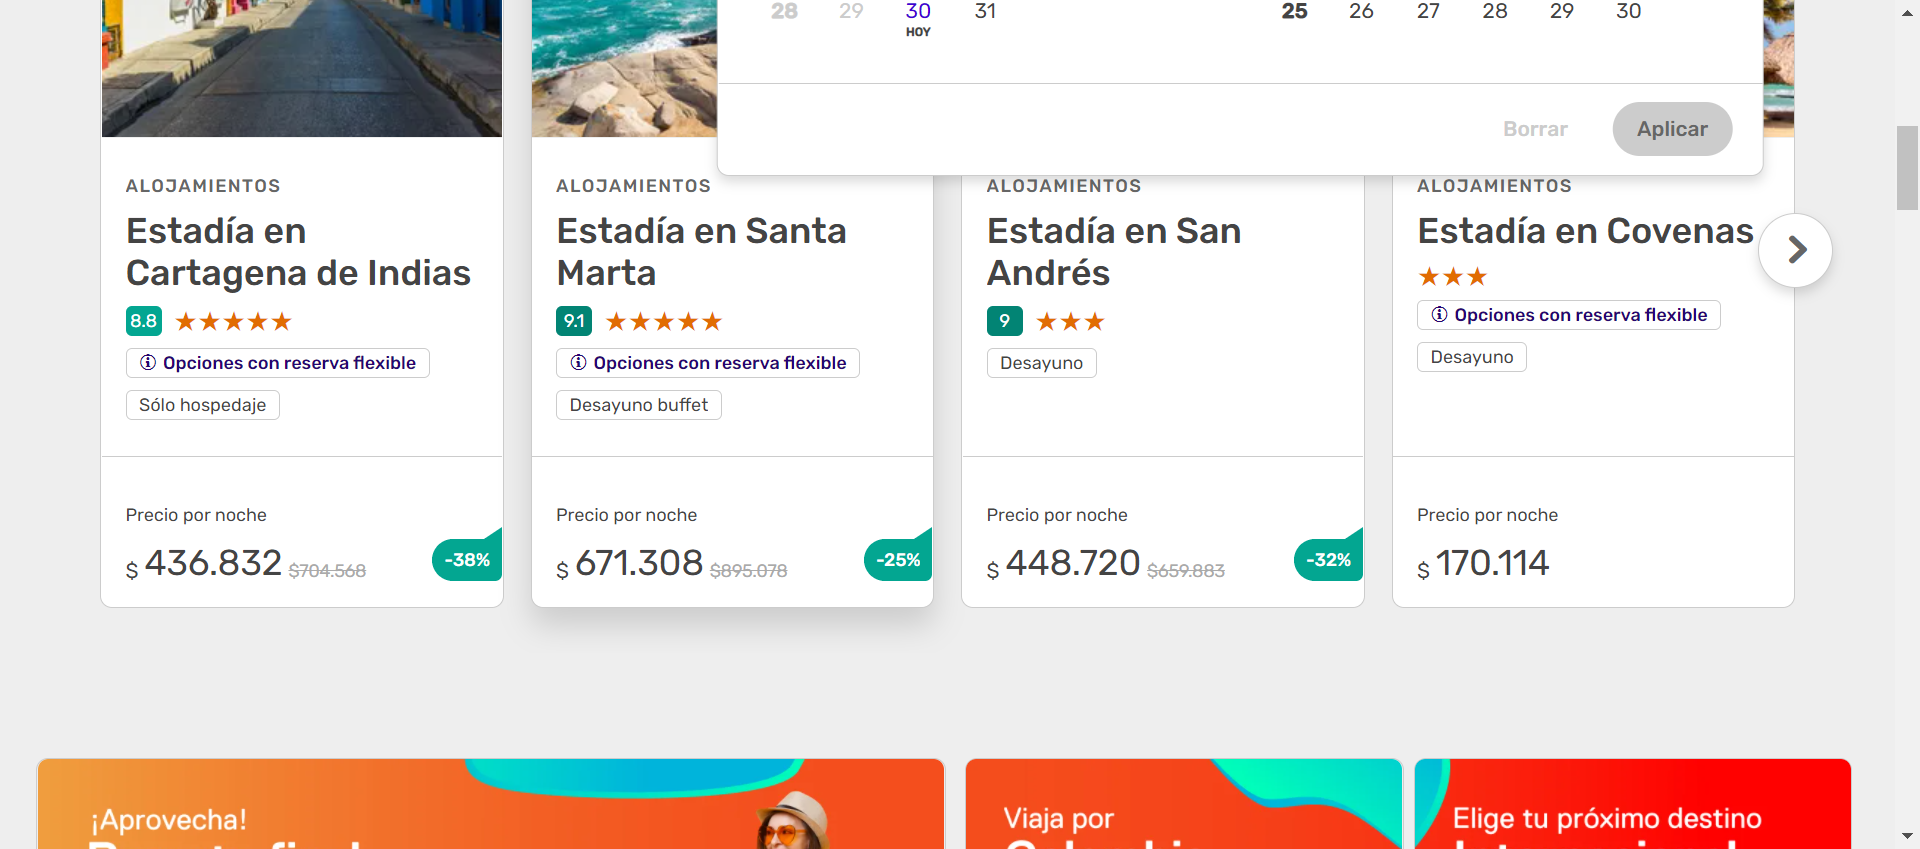 28 29 30 31
HOY
25 26 27 28 29 30
Borrar Aplicar
ALOJAMIENTOS
Estadía en
Cartagena de Indias
8.8
Opciones con reserva flexible
Sólo hospedaje
Precio por noche
$ 436.832 $704.568
-38%
ALOJAMIENTOS
Estadía en Santa
Marta
9.1
Opciones con reserva flexible
Desayuno buffet
Precio por noche
$ 671.308 $895.078
-25%
ALOJAMIENTOS
Estadía en San
Andrés
9
Desayuno
Precio por noche
$ 448.720 $659.883
-32%
ALOJAMIENTOS
Estadía en Covenas
Opciones con reserva flexible
Desayuno
Precio por noche
$ 170.114
¡Aprovecha!
Viaja por
Elige tu próximo destino